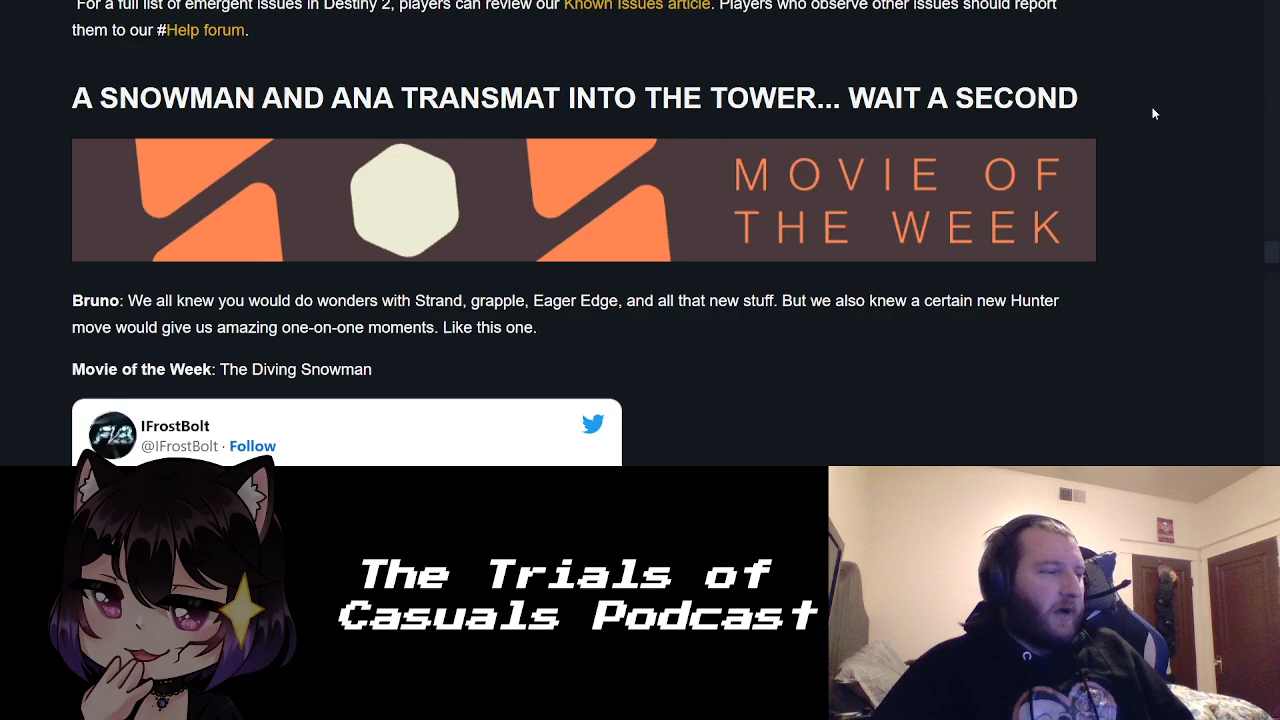 "For a full list of emergent issues in Destiny 2, players can review our Known Issues article. Players who observe other issues should report
them to our #Help forum.
A SNOWMAN AND ANA TRANSMAT INTO THE TOWER... WAIT A SECOND
MOVIE OF
THE WEEK
Bruno: We all knew you would do wonders with Strand, grapple, Eager Edge, and all that new stuff. But we also knew a certain new Hunter
move would give us amazing one-on-one moments. Like this one.
Movie of the Week: The Diving Snowman
IFrostBolt
@IFrostBolt · Follow
The Trials of
Casuals Podcast